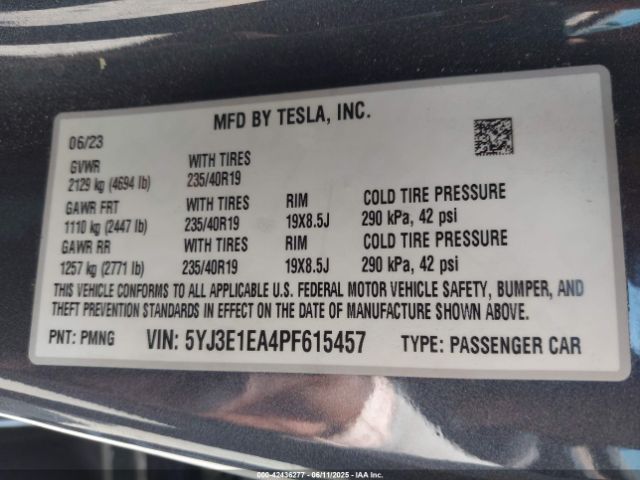 MFD BY TESLA, INC.
06/23
GVWR WITH TIRES
2129 kg (4694 lb) 235/40R19
GAWR FRT WITH TIRES RIM COLD TIRE PRESSURE
1110 kg (2447 lb) 235/40R19 19X8.5J 290 kPa, 42 psi
GAWR RR WITH TIRES RIM COLD TIRE PRESSURE
1257 kg (2771 lb) 235/40R19 19X8.5J 290 kPa, 42 psi
THIS VEHICLE CONFORMS TO ALL APPLICABLE U.S. FEDERAL MOTOR VEHICLE SAFETY, BUMPER, AND
THEFT PREVENTION STANDARDS IN EFFECT ON THE DATE OF MANUFACTURE SHOWN ABOVE.
PNT: PMNG VIN: 5YJ3E1EA4PF615457 TYPE: PASSENGER CAR
000-42436277 - 06/11/2025 - IAA Inc.